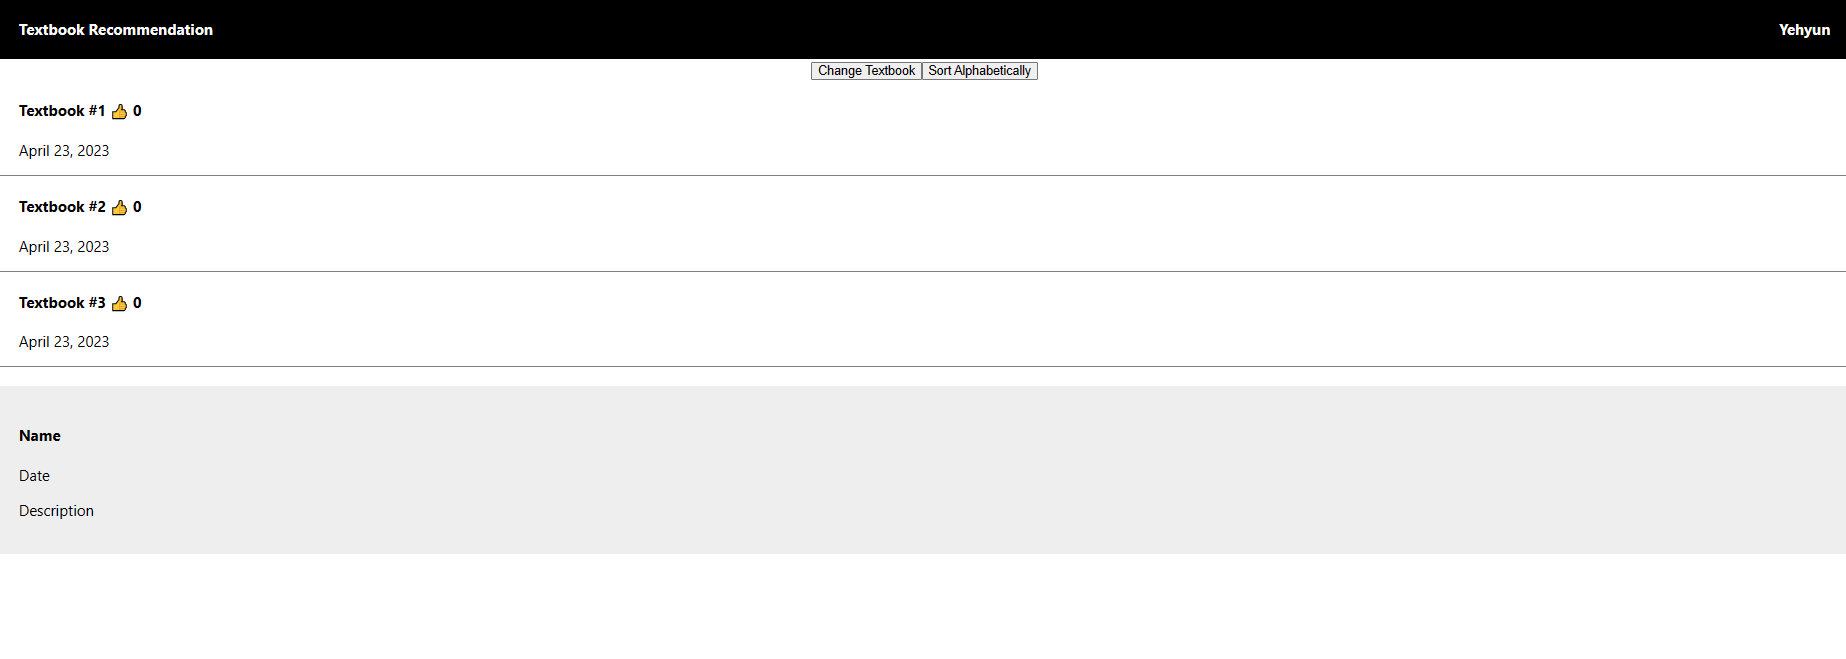 Textbook Recommendation Yehyun
Change Textbook Sort Alphabetically
Textbook #1 👍 0
April 23, 2023
Textbook #2 👍 0
April 23, 2023
Textbook #3 👍 0
April 23, 2023
Name
Date
Description